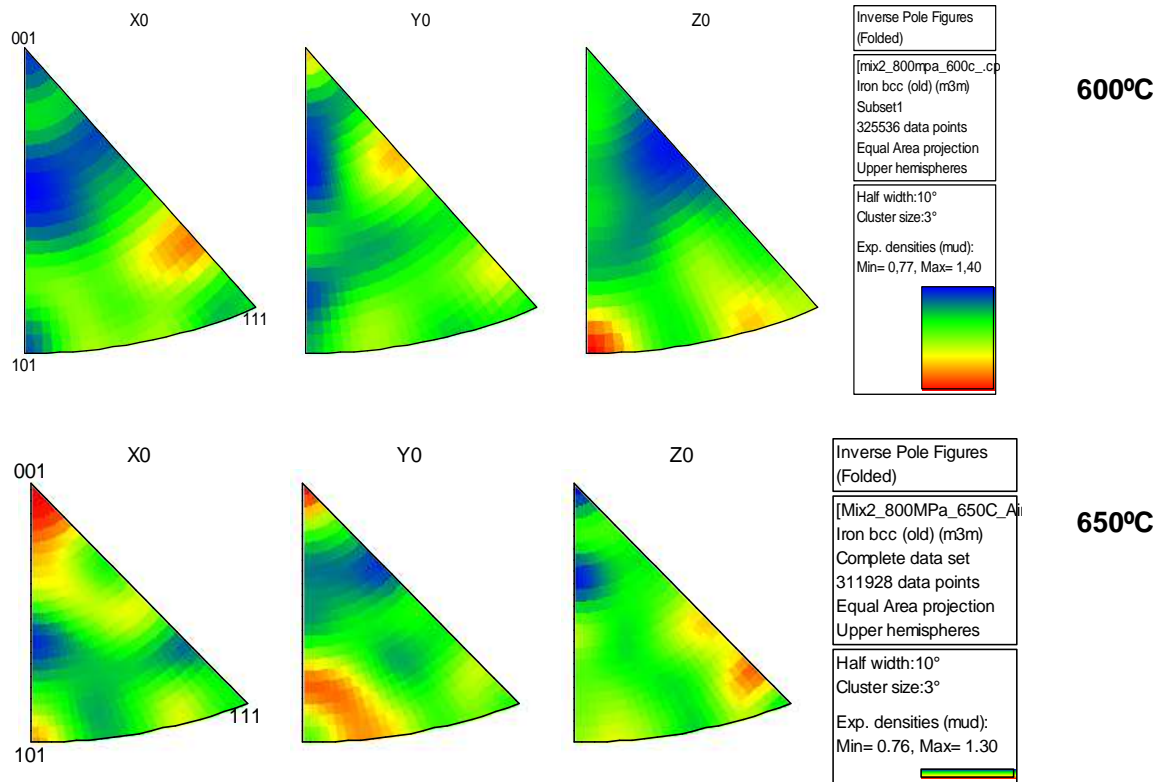 X0
Y0
Z0
001
111
101
Inverse Pole Figures
(Folded)
[mix2_800mpa_600c_.cp
Iron bcc (old) (m3m)
Subset1
325536 data points
Equal Area projection
Upper hemispheres
Half width:10°
Cluster size:3°
Exp. densities (mud):
Min= 0,77, Max= 1,40
600ºC
X0
Y0
Z0
001
111
101
Inverse Pole Figures
(Folded)
[Mix2_800MPa_650C_Ai
Iron bcc (old) (m3m)
Complete data set
311928 data points
Equal Area projection
Upper hemispheres
Half width:10°
Cluster size:3°
Exp. densities (mud):
Min= 0.76, Max= 1.30
650ºC